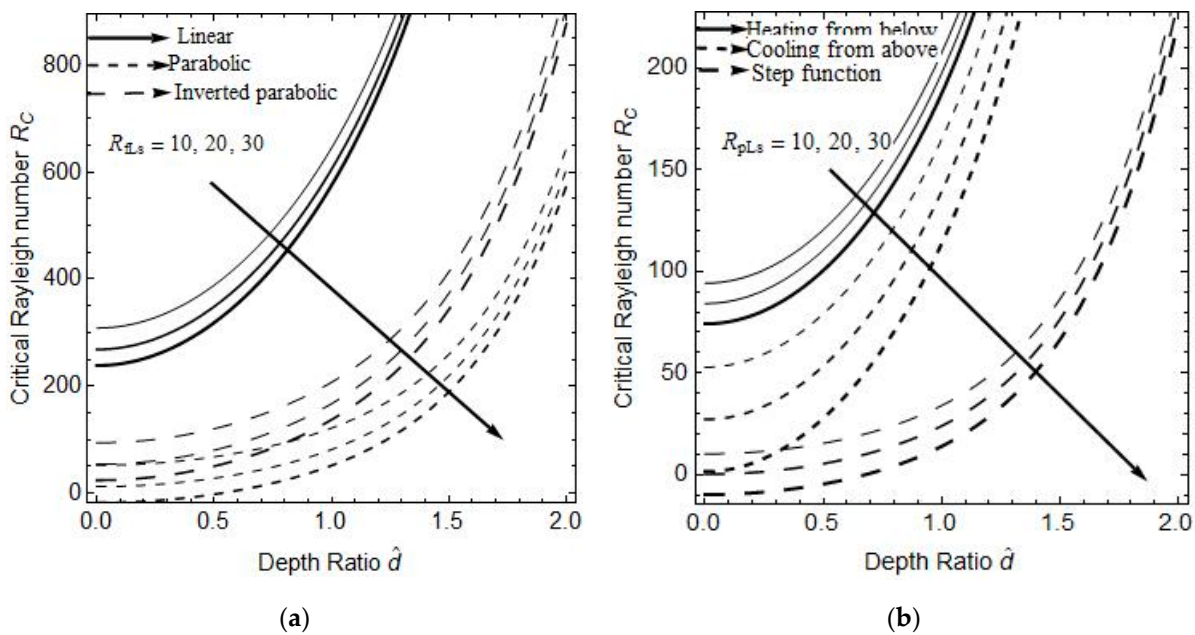 Critical Rayleigh number R_C
800
600
400
200
0
Linear
Parabolic
Inverted parabolic
R_fLs = 10, 20, 30
0.0 0.5 1.0 1.5 2.0
Depth Ratio d̂
(a)
Critical Rayleigh number R_C
200
150
100
50
0
Heating from below
Cooling from above
Step function
R_pLs = 10, 20, 30
0.0 0.5 1.0 1.5 2.0
Depth Ratio d̂
(b)